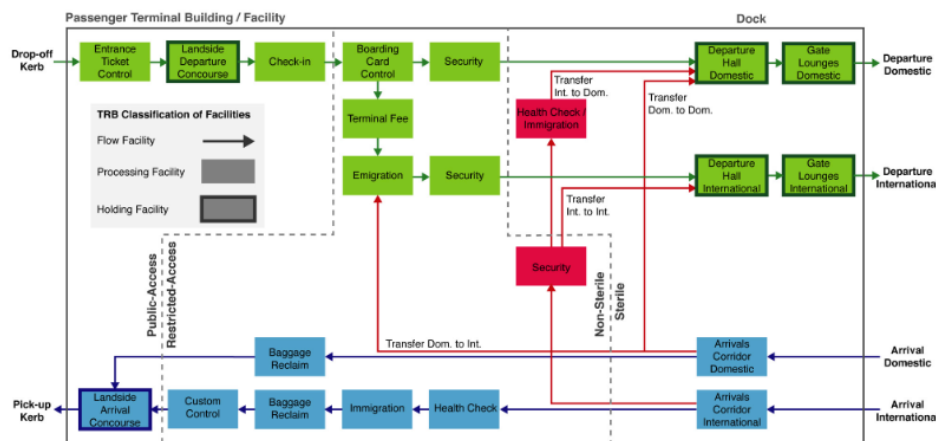 Passenger Terminal Building / Facility
Dock
Drop-off
Kerb
Entrance
Ticket
Control
Landside
Departure
Concourse
Check-in
Boarding
Card
Control
Security
Departure
Hall
Domestic
Gate
Lounges
Domestic
Departure
Domestic
Transfer
Int. to Dom.
Transfer
Dom. to Dom.
TRB Classification of Facilities
Flow Facility
Processing Facility
Holding Facility
Terminal Fee
Health Check /
Immigration
Emigration
Security
Departure
Hall
International
Gate
Lounges
International
Departure
International
Transfer
Int. to Int.
Public-Access
Restricted-Access
Security
Non-Sterile
Sterile
Transfer Dom. to Int.
Baggage
Reclaim
Arrivals
Corridor
Domestic
Arrival
Domestic
Pick-up
Kerb
Landside
Arrival
Concourse
Custom
Control
Baggage
Reclaim
Immigration
Health Check
Arrivals
Corridor
International
Arrival
International